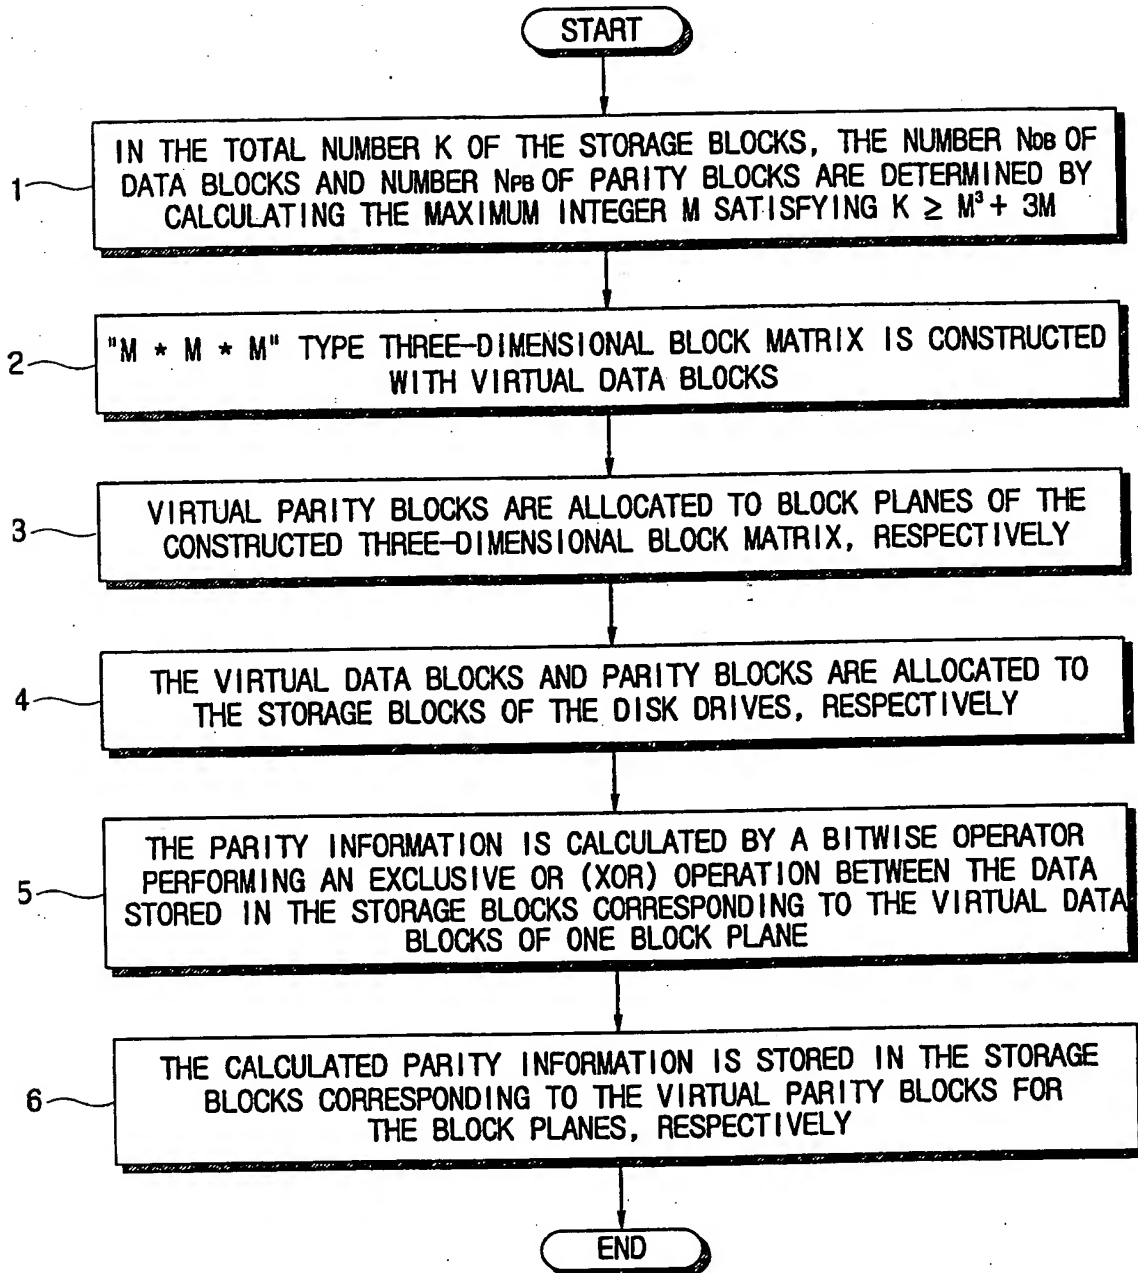 START
IN THE TOTAL NUMBER K OF THE STORAGE BLOCKS, THE NUMBER NDB OF
DATA BLOCKS AND NUMBER NPB OF PARITY BLOCKS ARE DETERMINED BY
CALCULATING THE MAXIMUM INTEGER M SATISFYING K ≥ M³ + 3M
1
"M * M * M" TYPE THREE-DIMENSIONAL BLOCK MATRIX IS CONSTRUCTED
WITH VIRTUAL DATA BLOCKS
2
VIRTUAL PARITY BLOCKS ARE ALLOCATED TO BLOCK PLANES OF THE
CONSTRUCTED THREE-DIMENSIONAL BLOCK MATRIX, RESPECTIVELY
3
THE VIRTUAL DATA BLOCKS AND PARITY BLOCKS ARE ALLOCATED TO
THE STORAGE BLOCKS OF THE DISK DRIVES, RESPECTIVELY
4
THE PARITY INFORMATION IS CALCULATED BY A BITWISE OPERATOR
PERFORMING AN EXCLUSIVE OR (XOR) OPERATION BETWEEN THE DATA
STORED IN THE STORAGE BLOCKS CORRESPONDING TO THE VIRTUAL DATA
BLOCKS OF ONE BLOCK PLANE
5
THE CALCULATED PARITY INFORMATION IS STORED IN THE STORAGE
BLOCKS CORRESPONDING TO THE VIRTUAL PARITY BLOCKS FOR
THE BLOCK PLANES, RESPECTIVELY
6
END